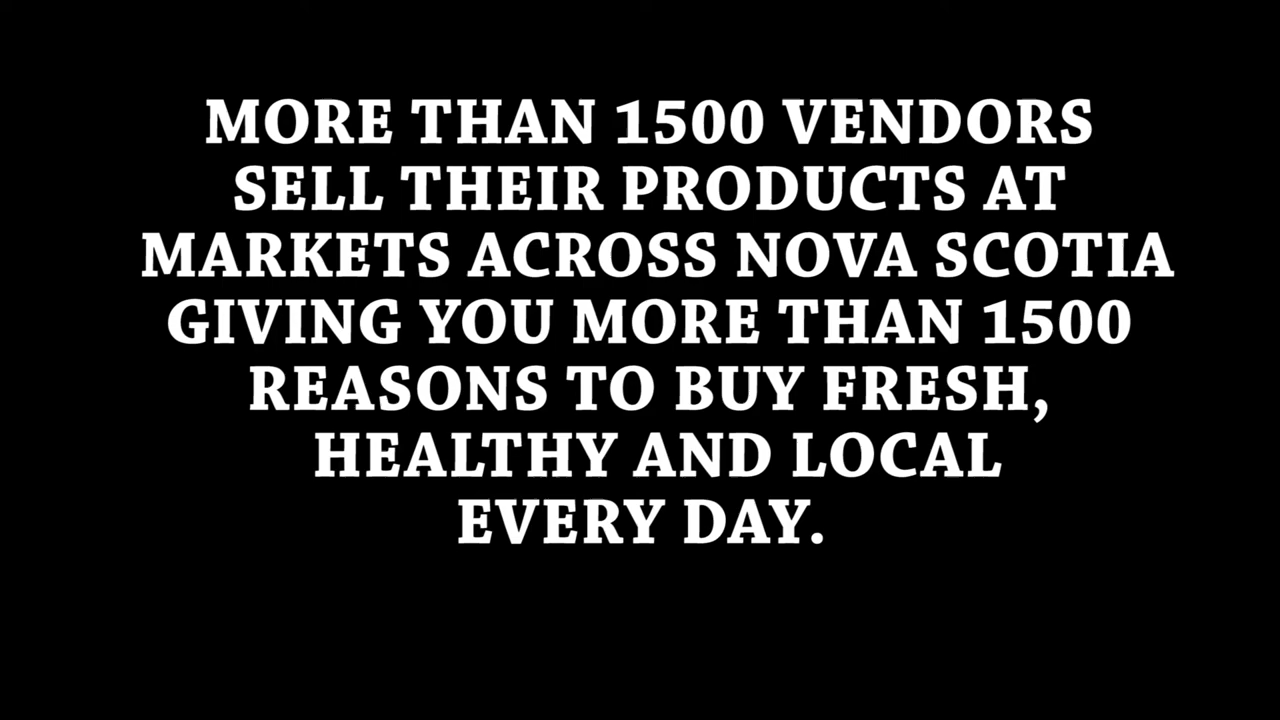 MORE THAN 1500 VENDORS
SELL THEIR PRODUCTS AT
MARKETS ACROSS NOVA SCOTIA
GIVING YOU MORE THAN 1500
REASONS TO BUY FRESH,
HEALTHY AND LOCAL
EVERY DAY.